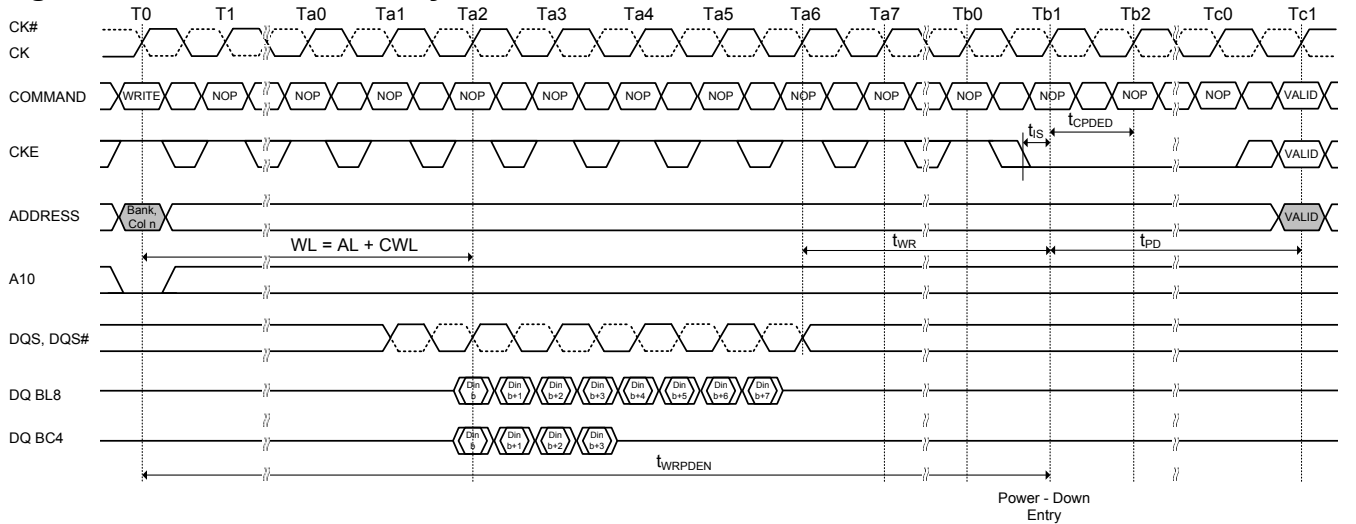 T0 T1 Ta0 Ta1 Ta2 Ta3 Ta4 Ta5 Ta6 Ta7 Tb0 Tb1 Tb2 Tc0 Tc1
CK#
CK
COMMAND WRITE NOP NOP NOP NOP NOP NOP NOP NOP NOP NOP NOP NOP NOP VALID
tIS tCPDED
CKE VALID
ADDRESS Bank, Col n VALID
WL = AL + CWL tWR tPD
A10
DQS, DQS#
DQ BL8 Din b Din b+1 Din b+2 Din b+3 Din b+4 Din b+5 Din b+6 Din b+7
DQ BC4 Din b Din b+1 Din b+2 Din b+3
tWRPDEN
Power - Down
Entry